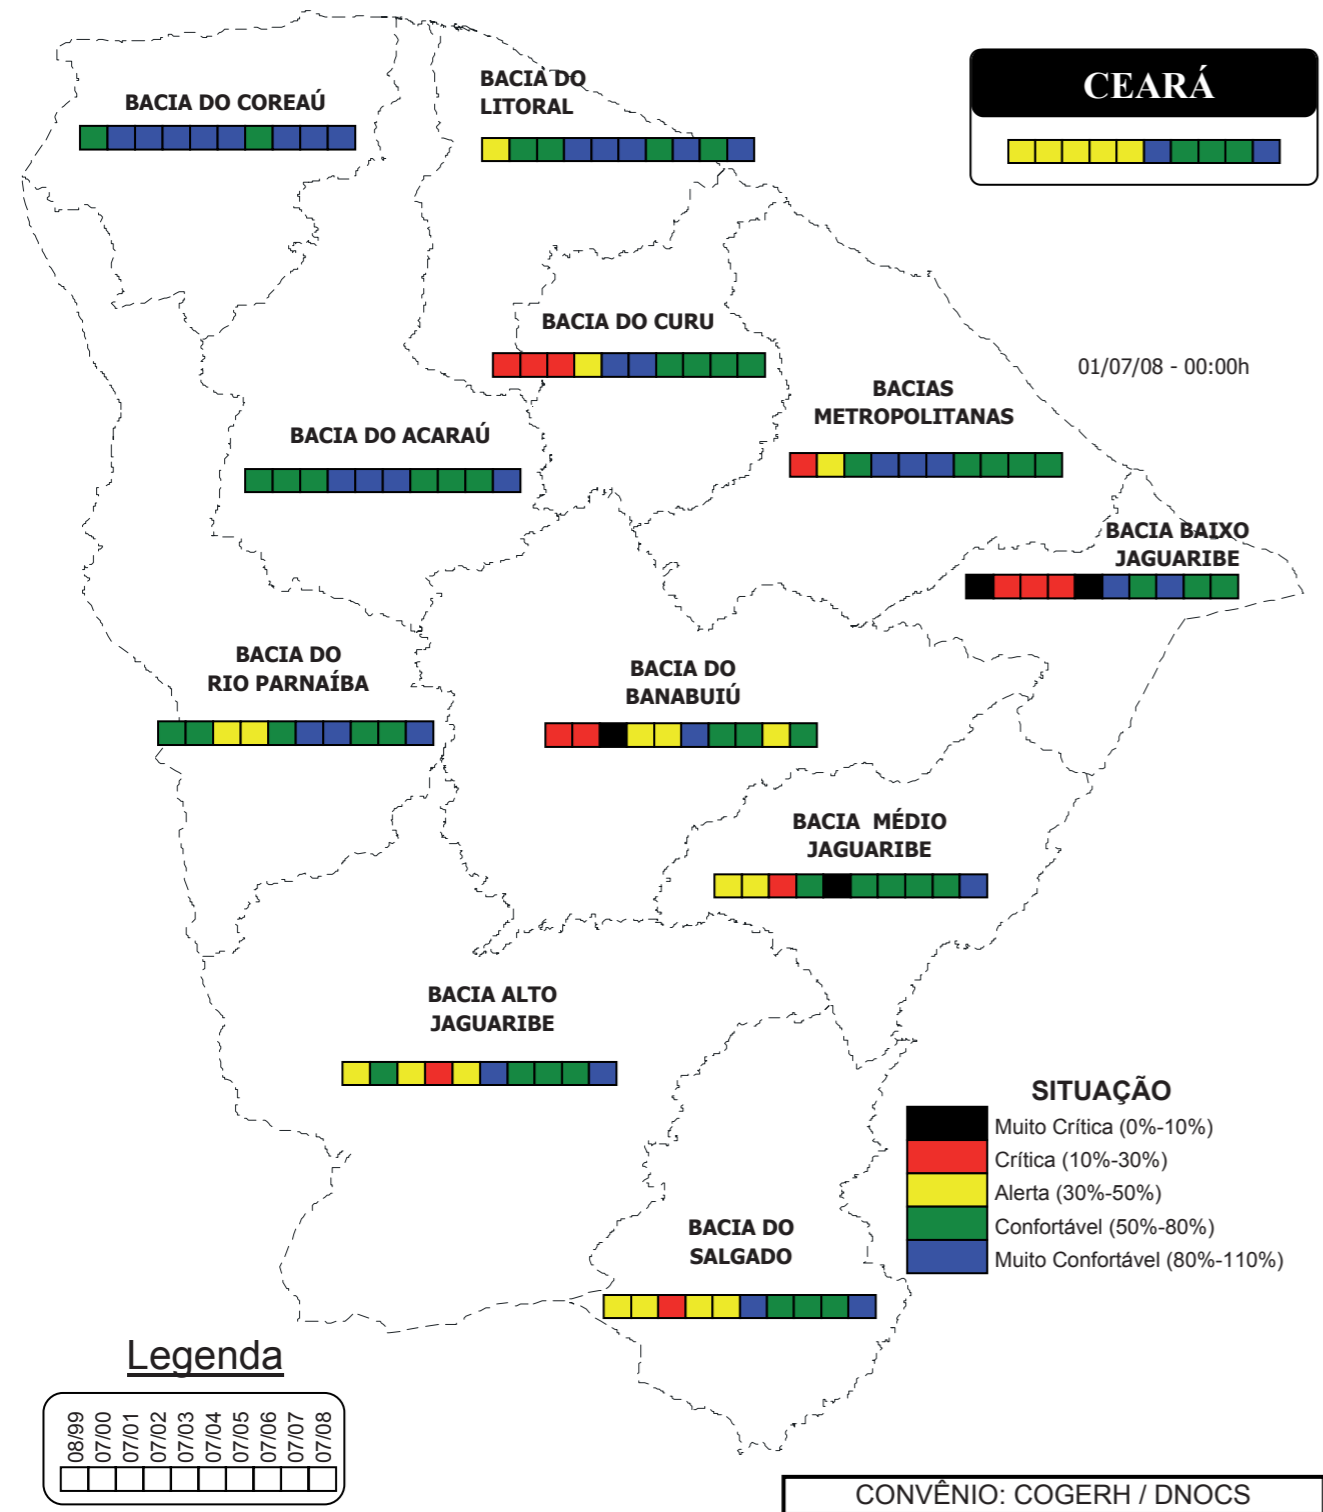 BACIA DO COREAÚ
BACIA DO
LITORAL
CEARÁ
BACIA DO CURU
01/07/08 - 00:00h
BACIAS
METROPOLITANAS
BACIA DO ACARAÚ
BACIA BAIXO
JAGUARIBE
BACIA DO
RIO PARNAÍBA
BACIA DO
BANABUIÚ
BACIA MÉDIO
JAGUARIBE
BACIA ALTO
JAGUARIBE
SITUAÇÃO
Muito Crítica (0%-10%)
Crítica (10%-30%)
Alerta (30%-50%)
Confortável (50%-80%)
Muito Confortável (80%-110%)
BACIA DO
SALGADO
Legenda
08/99
07/00
07/01
07/02
07/03
07/04
07/05
07/06
07/07
07/08
CONVÊNIO: COGERH / DNOCS